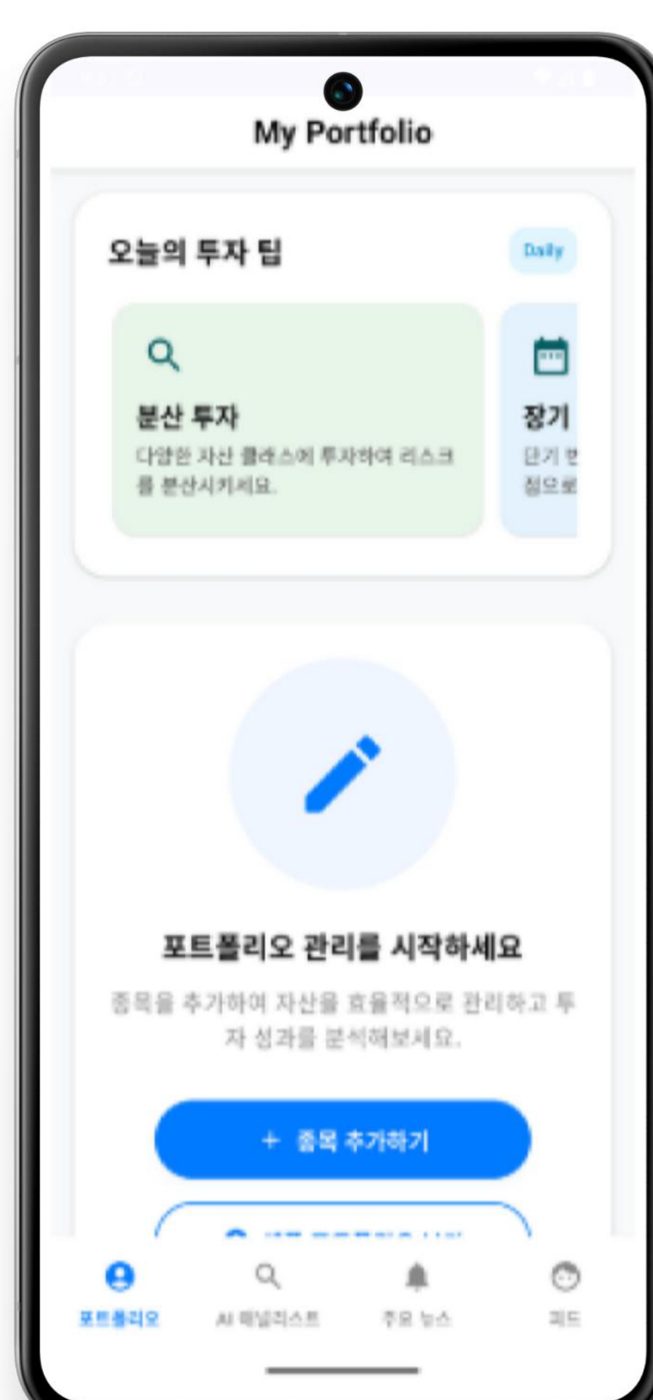 My Portfolio
오늘의 투자 팁
Daily
분산 투자
다양한 자산 클래스에 투자하여 리스크
를 분산시키세요.
장기
단기
점으로
포트폴리오 관리를 시작하세요
종목을 추가하여 자산을 효율적으로 관리하고 투
자 성과를 분석해보세요.
+ 종목 추가하기
포트폴리오
AI 애널리스트
주요 뉴스
피드